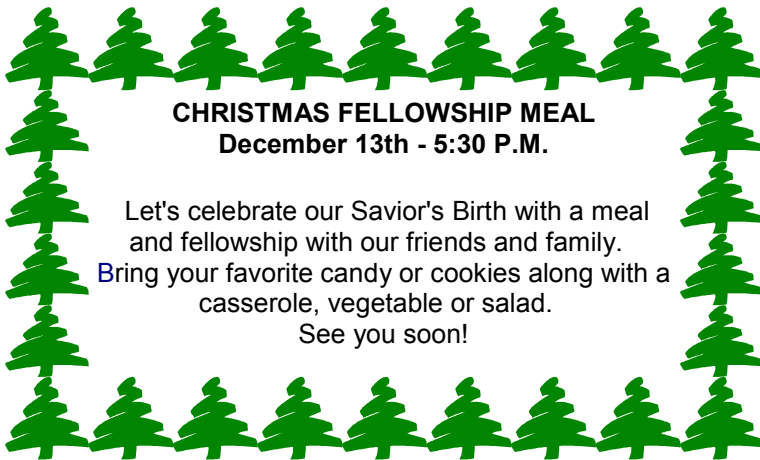 CHRISTMAS FELLOWSHIP MEAL
December 13th - 5:30 P.M.
Let's celebrate our Savior's Birth with a meal
and fellowship with our friends and family.
Bring your favorite candy or cookies along with a
casserole, vegetable or salad.
See you soon!